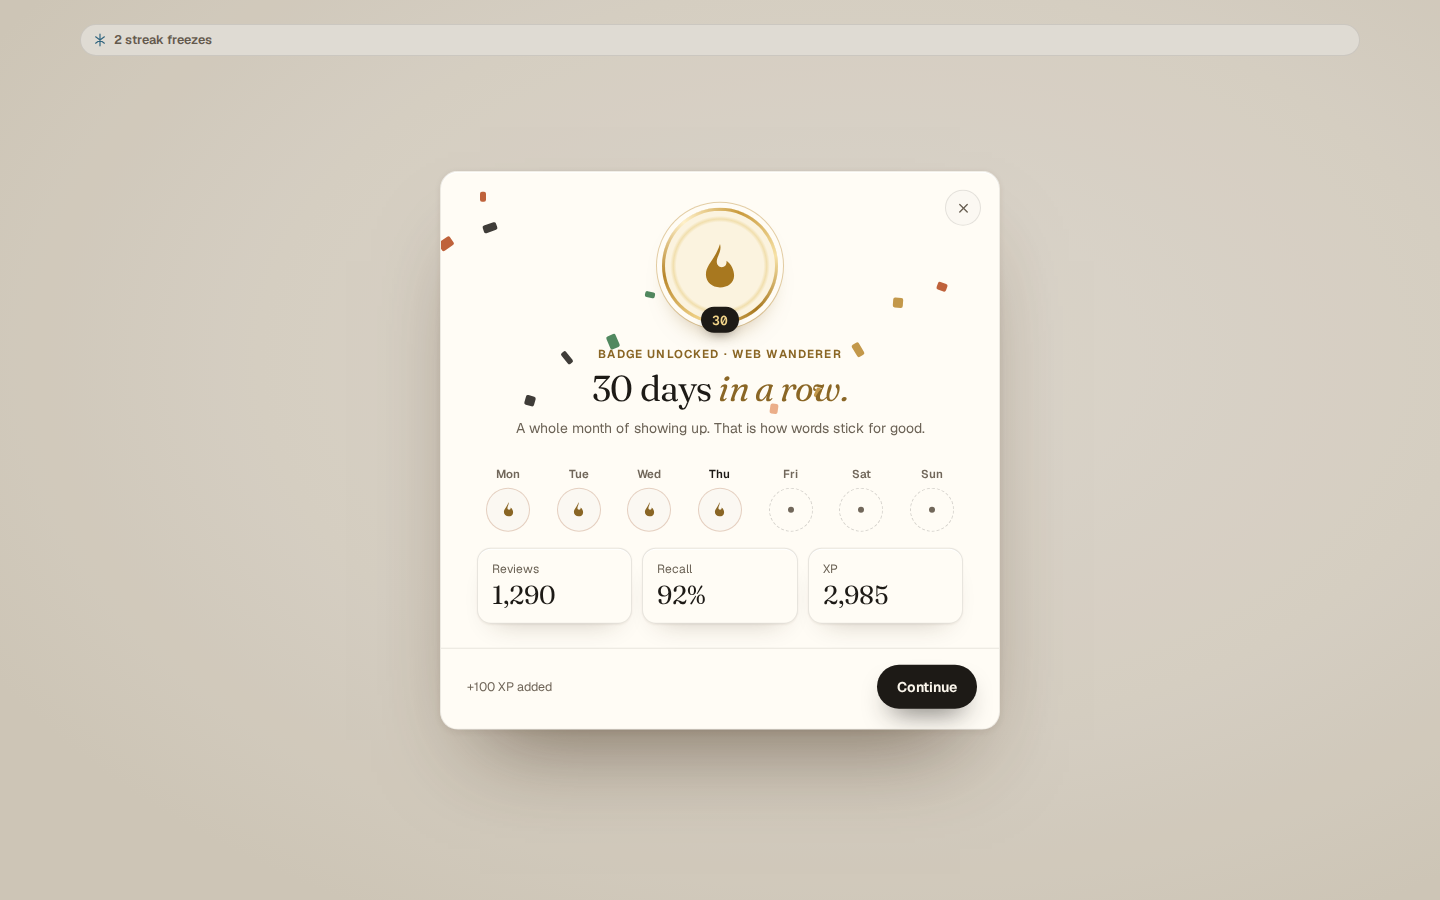 2 streak freezes
30
BADGE UNLOCKED · WEB WANDERER
30 days in a row.
A whole month of showing up. That is how words stick for good.
Mon Tue Wed Thu Fri Sat Sun
Reviews Recall XP
1,290 92% 2,985
+100 XP added Continue